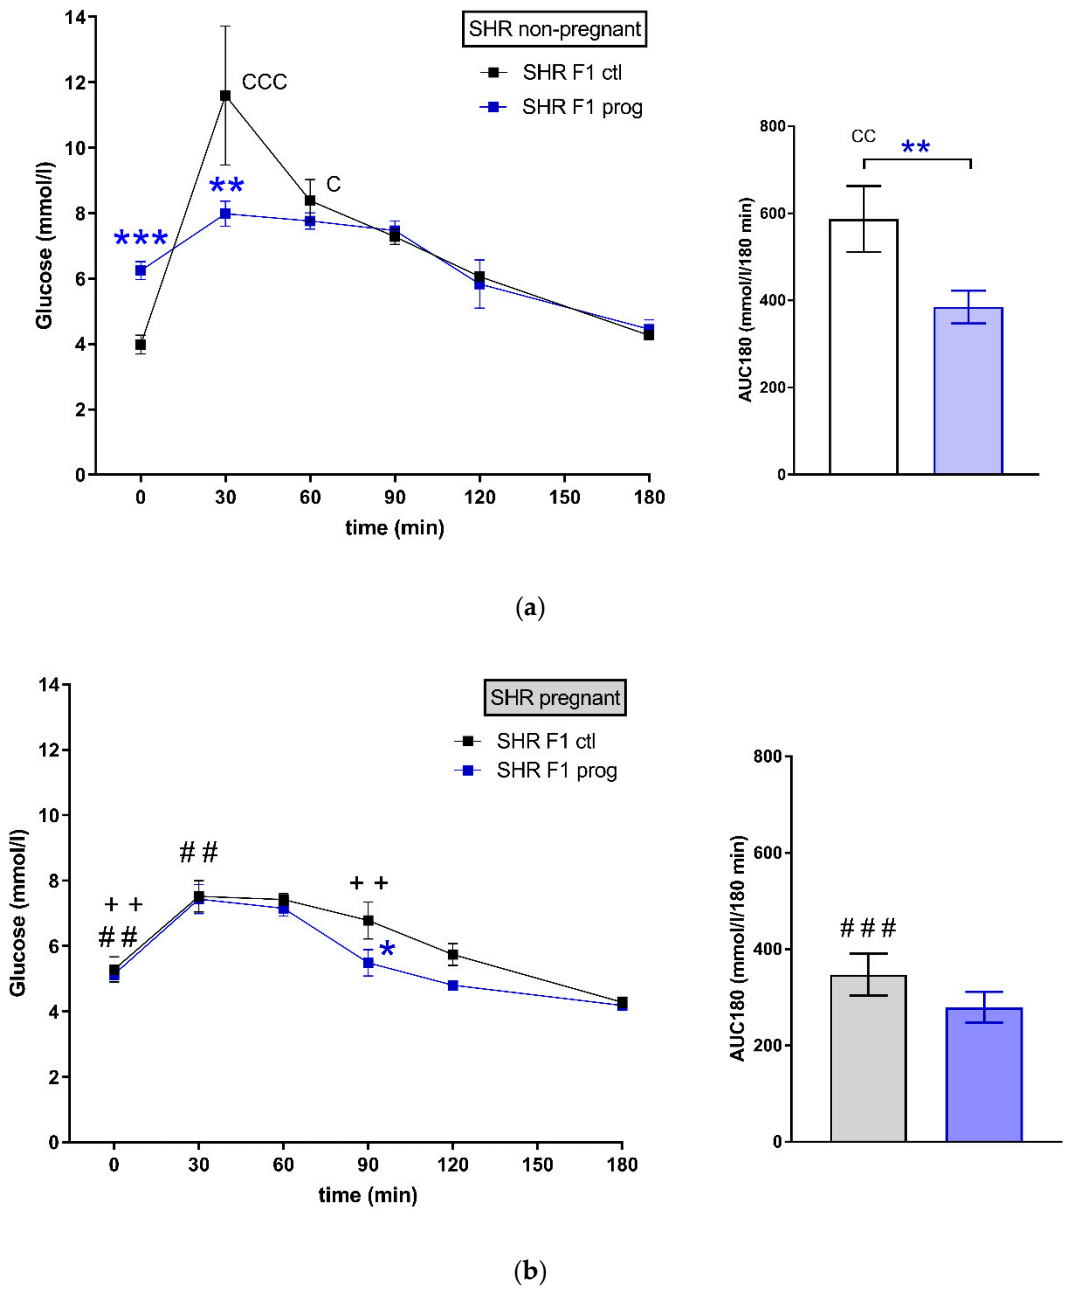 SHR non-pregnant
SHR F1 ctl
SHR F1 prog
Glucose (mmol/l)
14
12
10
8
6
4
2
0
CCC
C
***
**
0 30 60 90 120 150 180
time (min)
AUC180 (mmol/l/180 min)
800
600
400
200
0
CC
**
(a)
SHR pregnant
SHR F1 ctl
SHR F1 prog
Glucose (mmol/l)
14
12
10
8
6
4
2
0
++
##
##
++
*
0 30 60 90 120 150 180
time (min)
AUC180 (mmol/l/180 min)
800
600
400
200
0
###
(b)